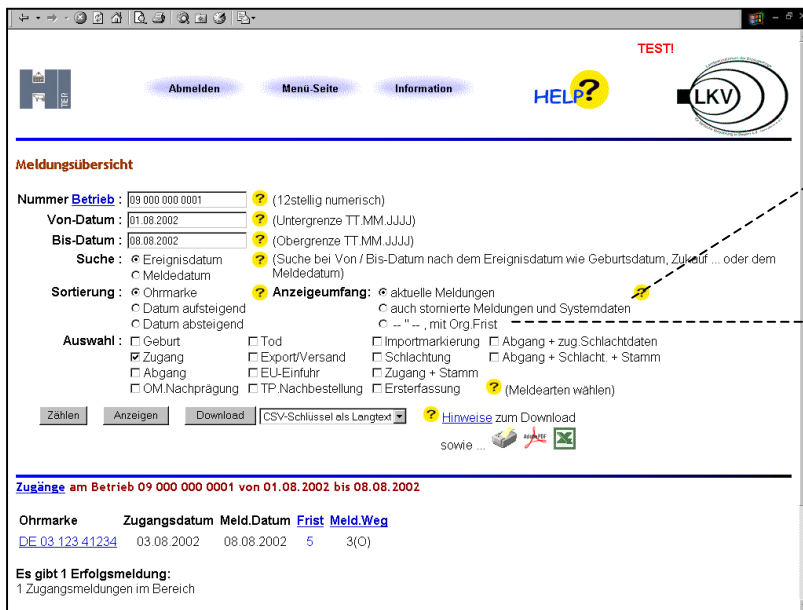 TEST!
TIER
Abmelden Menü-Seite Information
HELP?
LKV
Meldungsübersicht
Nummer Betrieb : 09 000 000 0001 ? (12stellig numerisch)
Von-Datum : 01.08.2002 ? (Untergrenze TT.MM.JJJJ)
Bis-Datum : 08.08.2002 ? (Obergrenze TT.MM.JJJJ)
Suche : Ereignisdatum ? (Suche bei Von / Bis-Datum nach dem Ereignisdatum wie Geburtsdatum, Zukauf ... oder dem
Meldedatum Meldedatum)
Sortierung : Ohrmarke ? Anzeigeumfang: aktuelle Meldungen ?
Datum aufsteigend auch stornierte Meldungen und Systemdaten
Datum absteigend -- " -- , mit Org.Frist
Auswahl : Geburt Tod Importmarkierung Abgang + zug.Schlachtdaten
Zugang Export/Versand Schlachtung Abgang + Schlacht. + Stamm
Abgang EU-Einfuhr Zugang + Stamm
OM.Nachprägung TP.Nachbestellung Ersterfassung ? (Meldearten wählen)
Zählen Anzeigen Download CSV-Schlüssel als Langtext ? Hinweise zum Download
sowie ... Adobe PDF
Zugänge am Betrieb 09 000 000 0001 von 01.08.2002 bis 08.08.2002
Ohrmarke Zugangsdatum Meld.Datum Frist Meld.Weg
DE 03 123 41234 03.08.2002 08.08.2002 5 3(O)
Es gibt 1 Erfolgsmeldung:
1 Zugangsmeldungen im Bereich